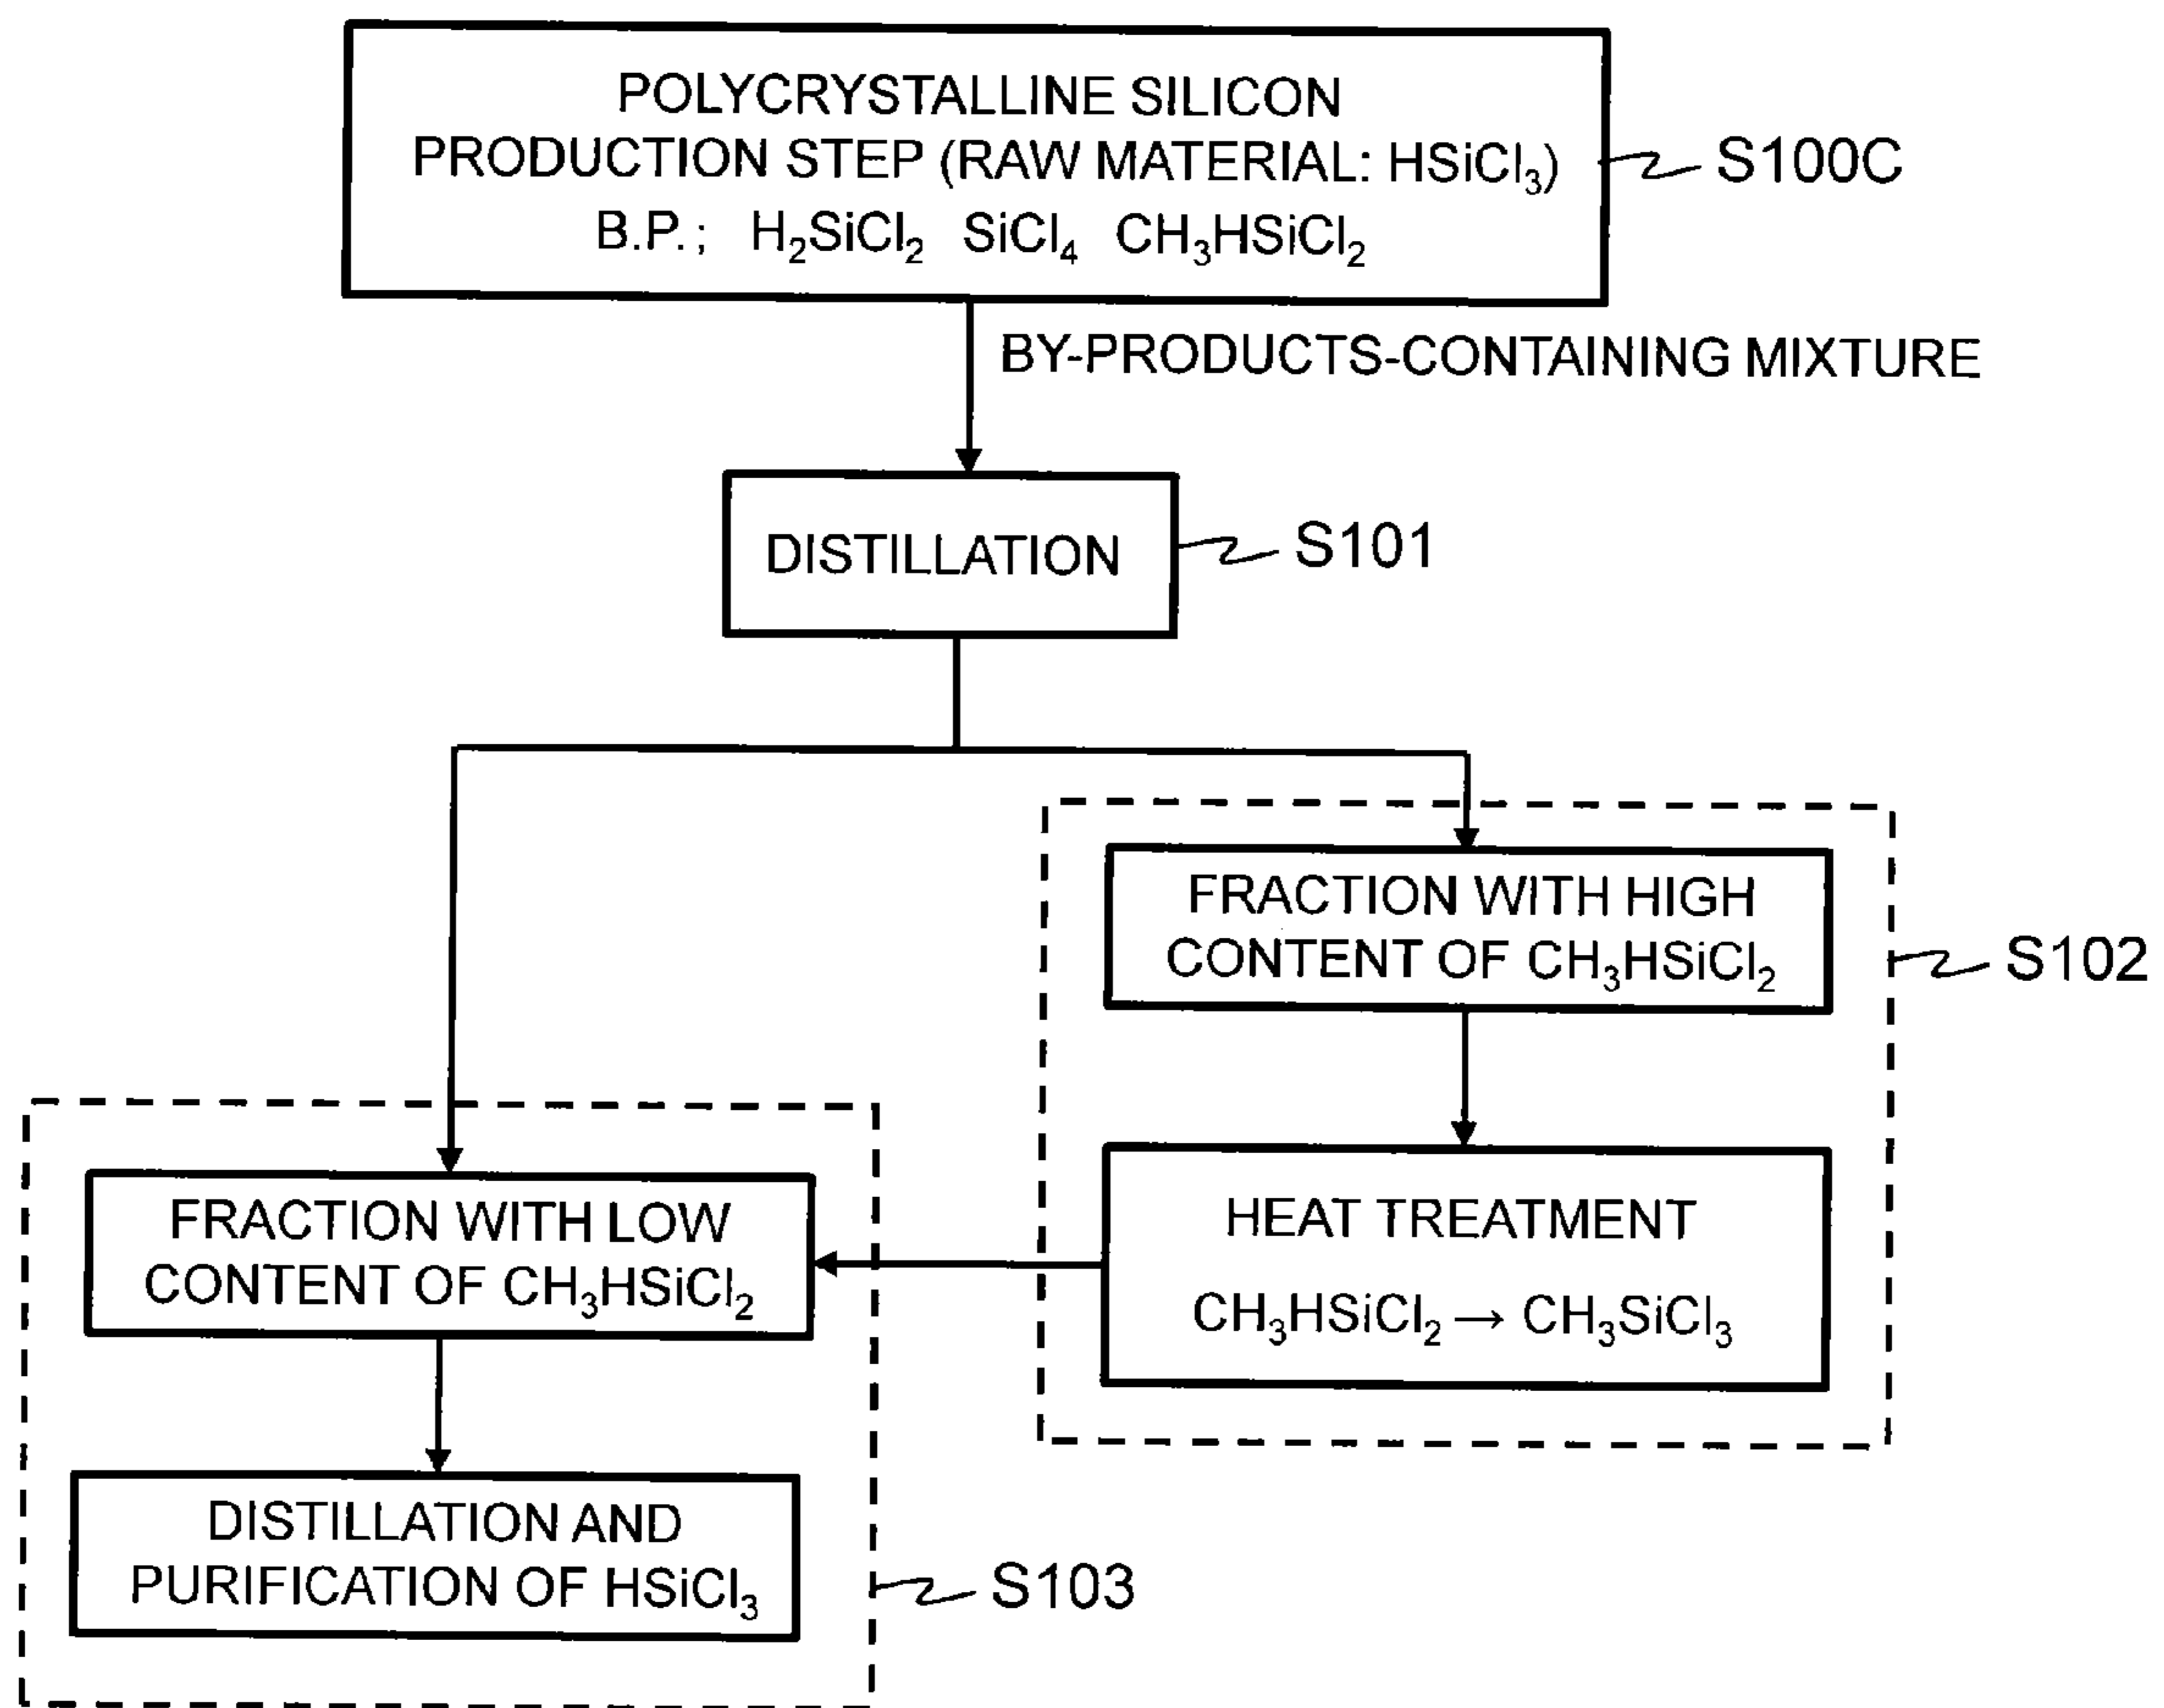 POLYCRYSTALLINE SILICON
PRODUCTION STEP (RAW MATERIAL: HSiCl₃)
B.P.; H₂SiCl₂ SiCl₄ CH₃HSiCl₂
S100C
BY-PRODUCTS-CONTAINING MIXTURE
DISTILLATION
S101
FRACTION WITH HIGH
CONTENT OF CH₃HSiCl₂
S102
HEAT TREATMENT
CH₃HSiCl₂ → CH₃SiCl₃
FRACTION WITH LOW
CONTENT OF CH₃HSiCl₂
DISTILLATION AND
PURIFICATION OF HSiCl₃
S103